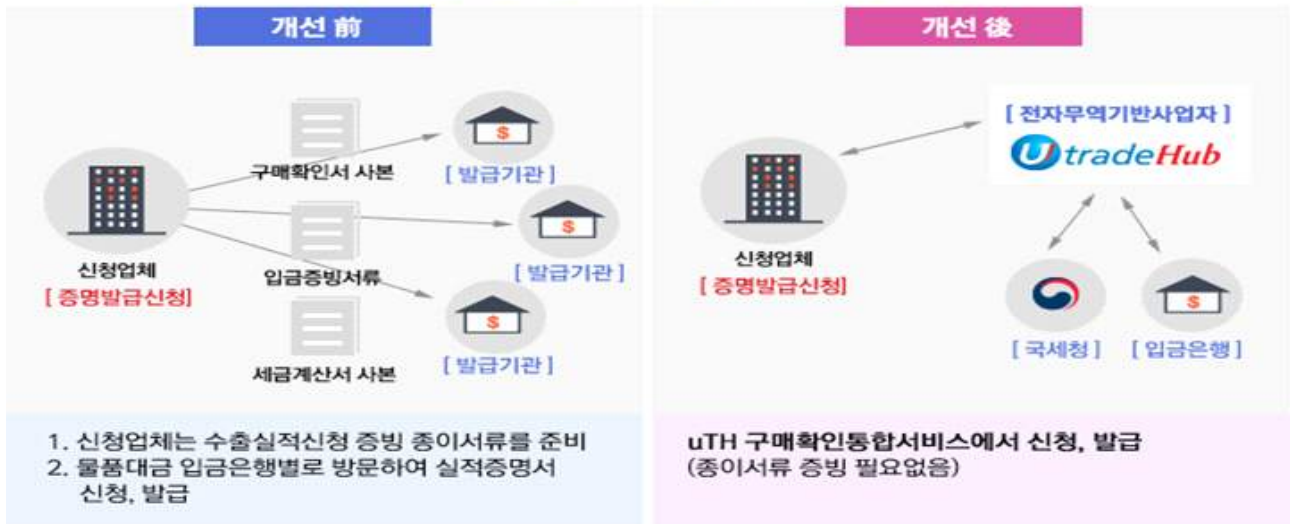 개선 前
구매확인서 사본
[ 발급기관 ]
신청업체
[ 증명발급신청]
입금증빙서류
[ 발급기관 ]
세금계산서 사본
[ 발급기관 ]
1. 신청업체는 수출실적신청 증빙 종이서류를 준비
2. 물품대금 입금은행별로 방문하여 실적증명서
신청, 발급
개선 後
[ 전자무역기반사업자 ]
U tradeHub
신청업체
[ 증명발급신청]
[ 국세청 ]
[ 입금은행 ]
uTH 구매확인통합서비스에서 신청, 발급
(종이서류 증빙 필요없음)